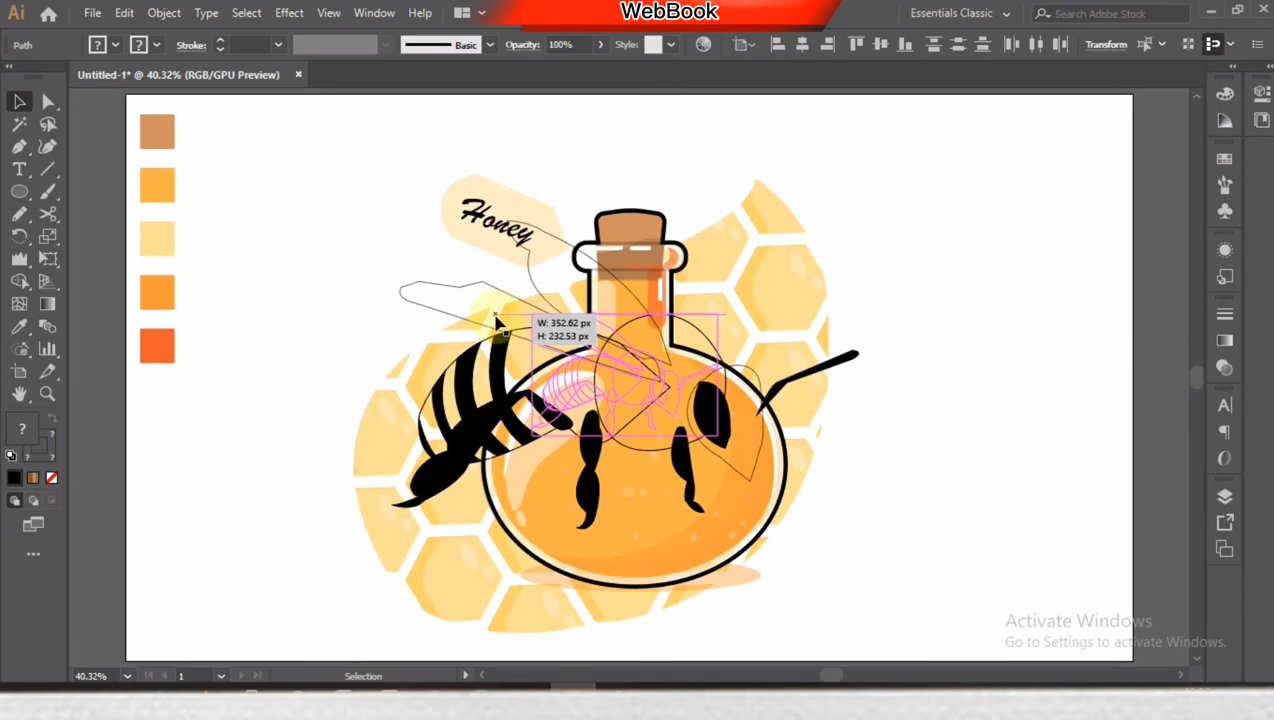 WebBook
Ai File Edit Object Type Select Effect View Window Help Essentials Classic Search Adobe Stock
Path ? ? Stroke: Basic Opacity: 100% Style: Transform
Untitled-1* @ 40.32% (RGB/GPU Preview)
Honey
W: 352.62 px
H: 232.53 px
?
Activate Windows
Go to Settings to activate Windows.
40.32% 1 Selection